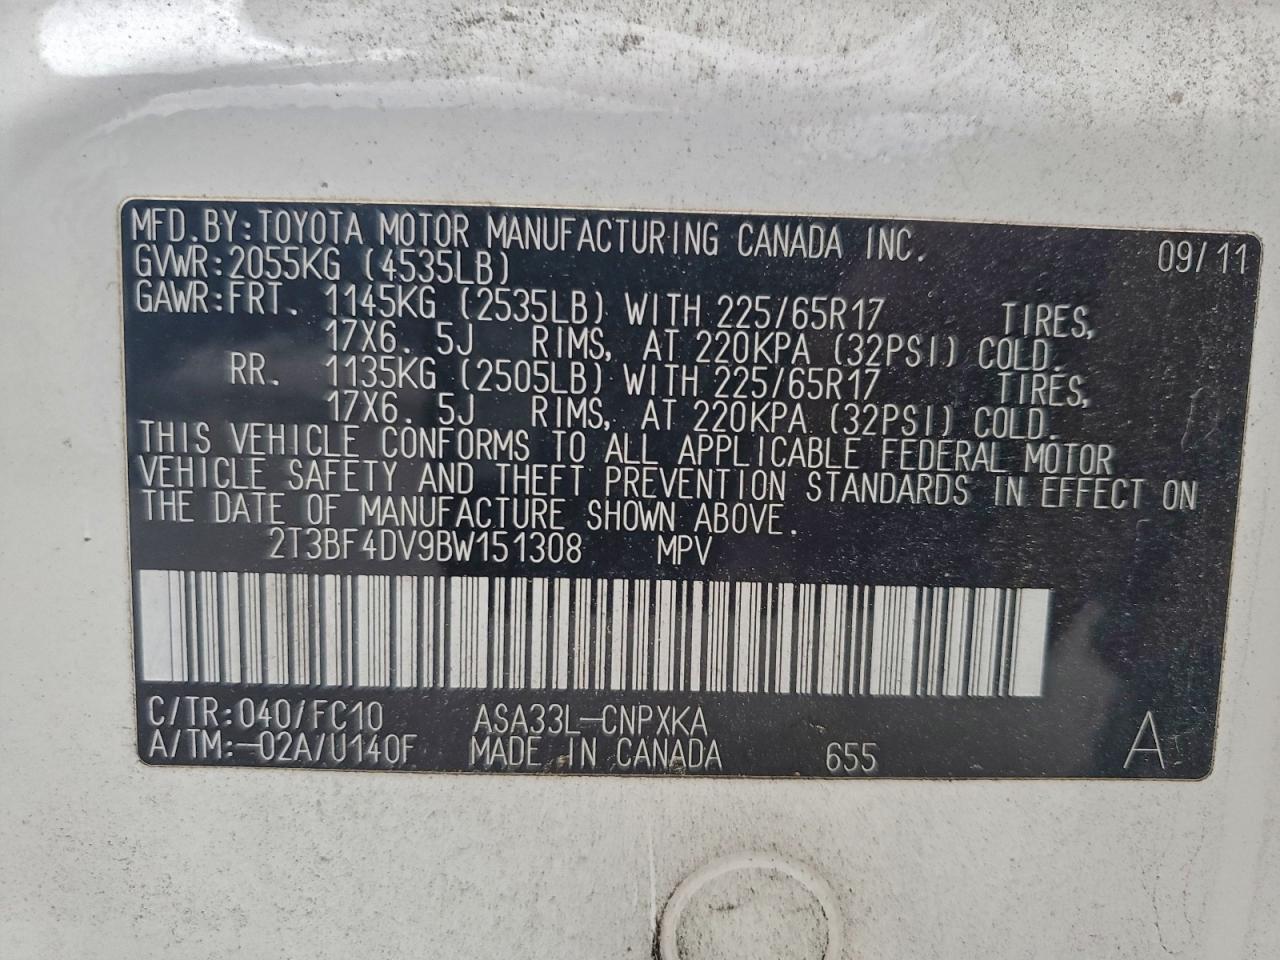 MFD.BY:TOYOTA MOTOR MANUFACTURING CANADA INC. 09/11
GVWR:2055KG (4535LB)
GAWR:FRT. 1145KG (2535LB) WITH 225/65R17 TIRES,
17X6. 5J RIMS, AT 220KPA (32PSI) COLD.
RR. 1135KG (2505LB) WITH 225/65R17 TIRES,
17X6. 5J RIMS, AT 220KPA (32PSI) COLD.
THIS VEHICLE CONFORMS TO ALL APPLICABLE FEDERAL MOTOR
VEHICLE SAFETY AND THEFT PREVENTION STANDARDS IN EFFECT ON
THE DATE OF MANUFACTURE SHOWN ABOVE.
2T3BF4DV9BW151308 MPV
C/TR:040/FC10 ASA33L-CNPXKA
A/TM:-02A/U140F MADE IN CANADA 655 A